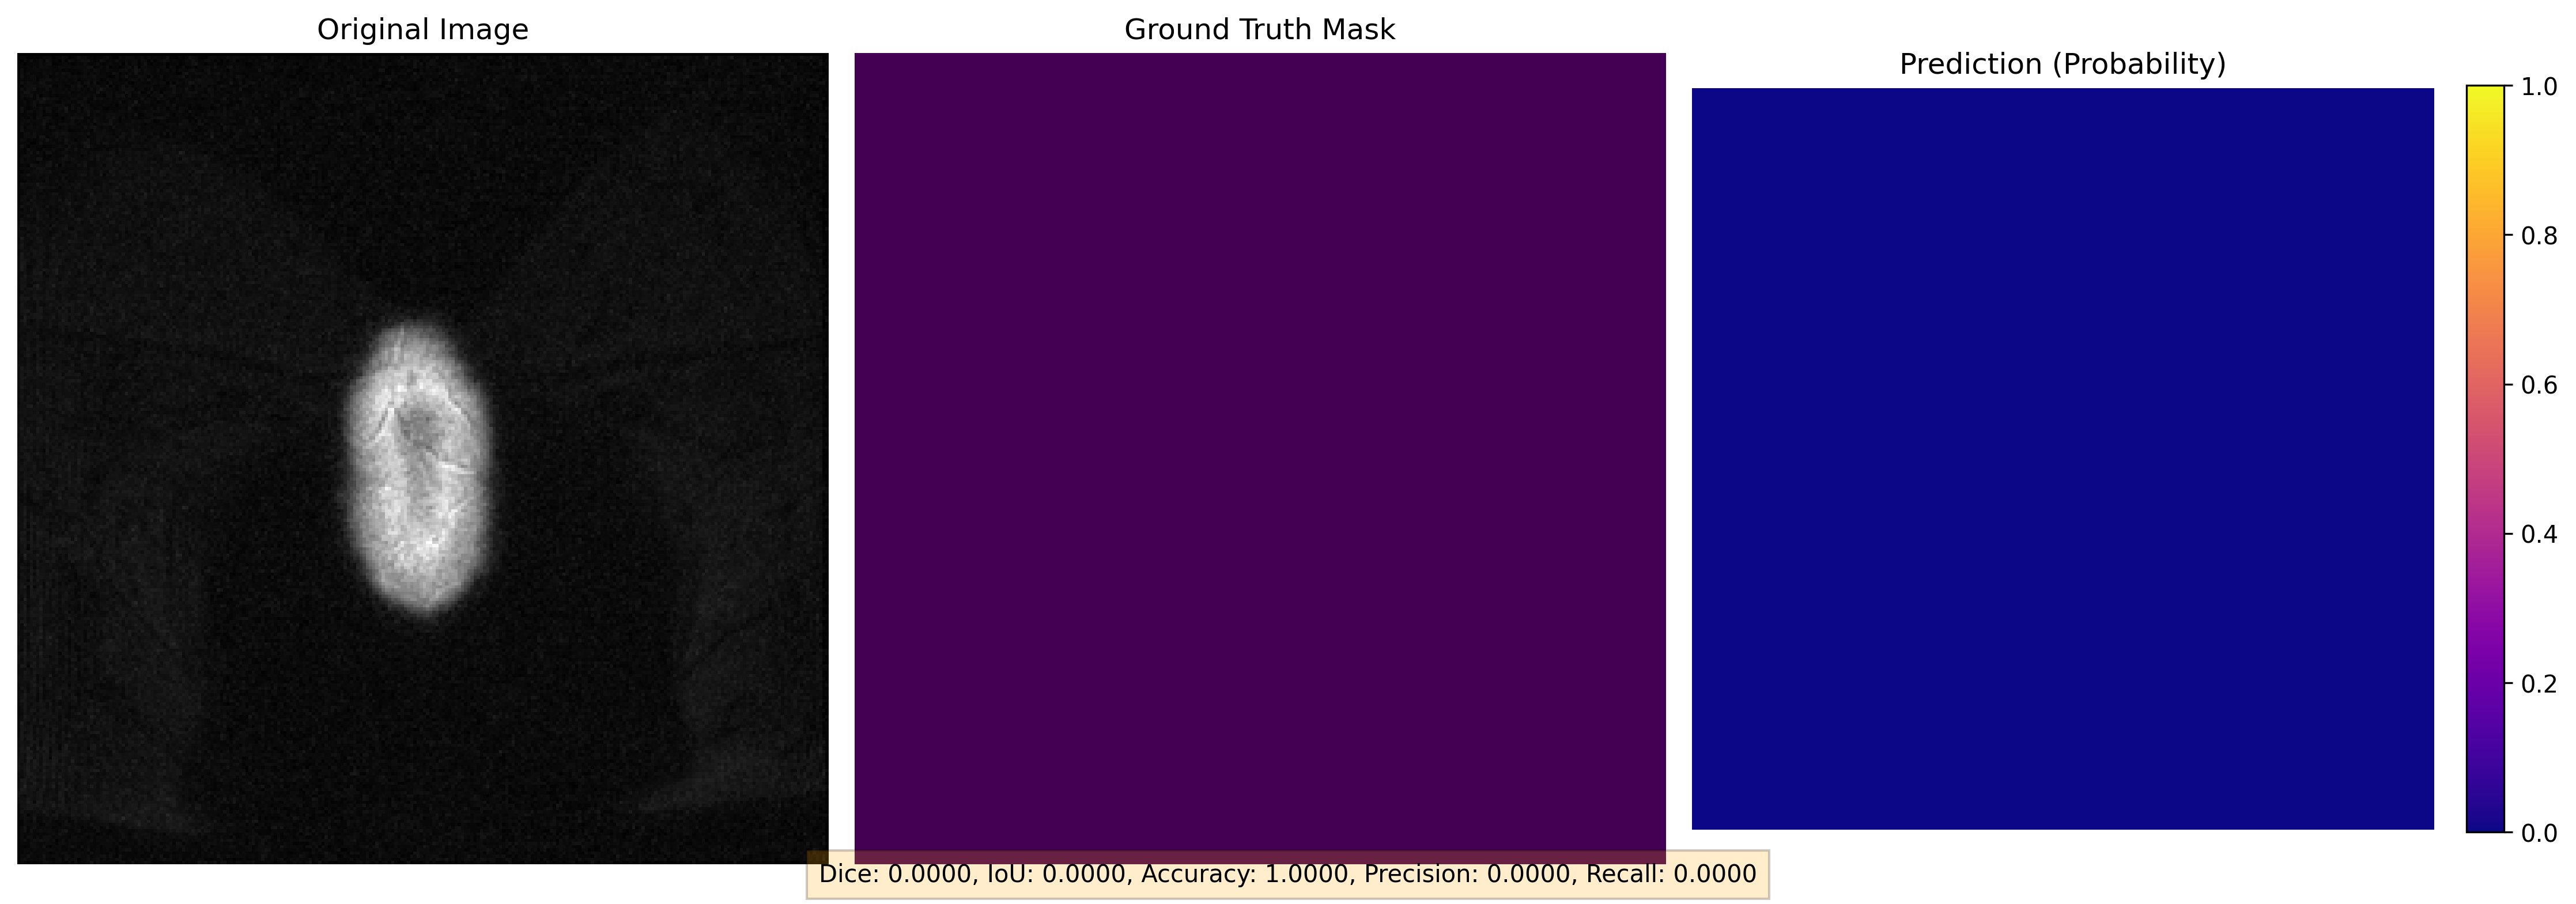 Original Image
Ground Truth Mask
Prediction (Probability)
1.0
0.8
0.6
0.4
0.2
0.0
Dice: 0.0000, IoU: 0.0000, Accuracy: 1.0000, Precision: 0.0000, Recall: 0.0000